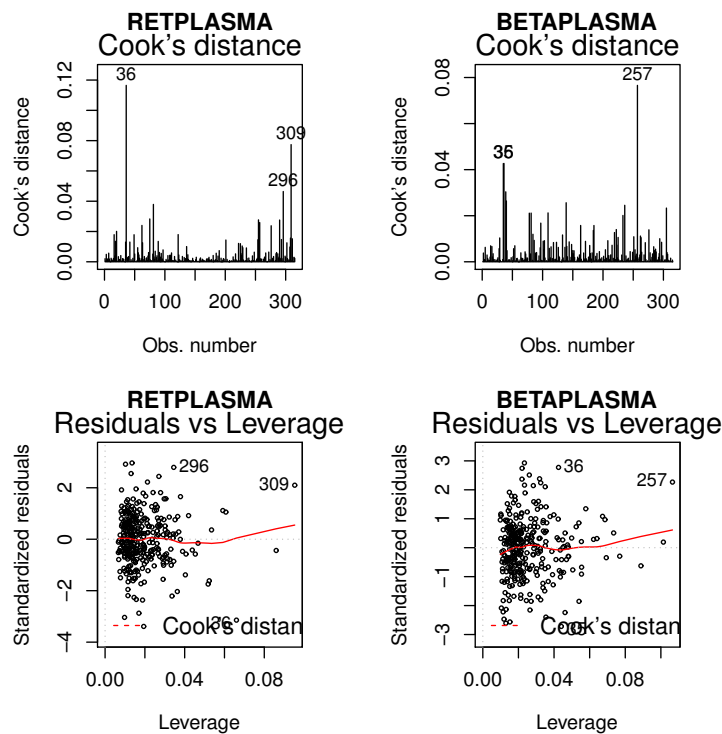 RETPLASMA
Cook's distance
Cook's distance
0.00 0.04 0.08 0.12
36
309
296
0 100 200 300
Obs. number
BETAPLASMA
Cook's distance
Cook's distance
0.00 0.04 0.08
257
36
0 100 200 300
Obs. number
RETPLASMA
Residuals vs Leverage
Standardized residuals
−4 −2 0 2
296
309
36
Cook's distan
0.00 0.04 0.08
Leverage
BETAPLASMA
Residuals vs Leverage
Standardized residuals
−3 −1 1 2 3
36
257
35
Cook's distan
0.00 0.04 0.08
Leverage